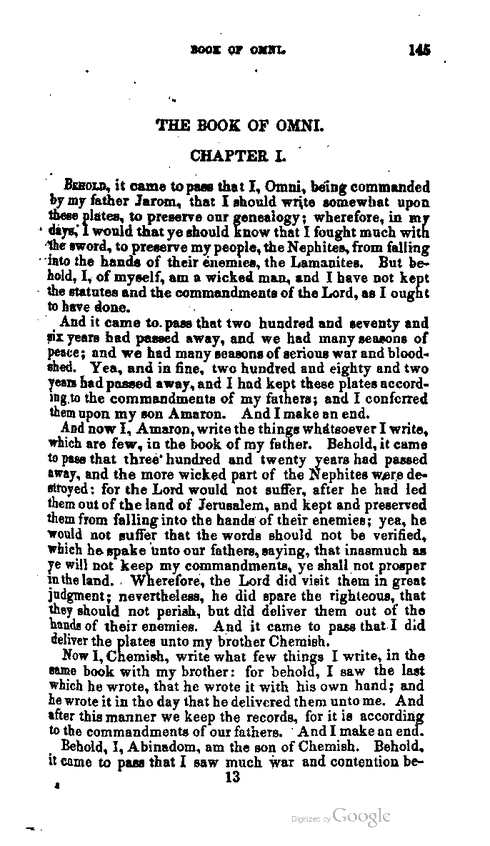 BOOK OF OMNI. 145
THE BOOK OF OMNI.
CHAPTER I.
BEHOLD, it came to pass that I, Omni, being commanded
by my father Jarom, that I should write somewhat upon
these plates, to preserve our genealogy; wherefore, in my
days, I would that ye should know that I fought much with
the sword, to preserve my people, the Nephites, from falling
into the hands of their enemies, the Lamanites. But be-
hold, I, of myself, am a wicked man, and I have not kept
the statutes and the commandments of the Lord, as I ought
to have done.
And it came to pass that two hundred and seventy and
six years had passed away, and we had many seasons of
peace; and we had many seasons of serious war and blood-
shed. Yea, and in fine, two hundred and eighty and two
years had passed away, and I had kept these plates accord-
ing to the commandments of my fathers; and I conferred
them upon my son Amaron. And I make an end.
And now I, Amaron, write the things whatsoever I write,
which are few, in the book of my father. Behold, it came
to pass that three hundred and twenty years had passed
away, and the more wicked part of the Nephites were de-
stroyed: for the Lord would not suffer, after he had led
them out of the land of Jerusalem, and kept and preserved
them from falling into the hands of their enemies; yea, he
would not suffer that the words should not be verified,
which he spake unto our fathers, saying, that inasmuch as
ye will not keep my commandments, ye shall not prosper
in the land. Wherefore, the Lord did visit them in great
judgment; nevertheless, he did spare the righteous, that
they should not perish, but did deliver them out of the
hands of their enemies. And it came to pass that I did
deliver the plates unto my brother Chemish.
Now I, Chemish, write what few things I write, in the
same book with my brother: for behold, I saw the last
which he wrote, that he wrote it with his own hand; and
he wrote it in the day that he delivered them unto me. And
after this manner we keep the records, for it is according
to the commandments of our fathers. And I make an end.
Behold, I, Abinadom, am the son of Chemish. Behold,
it came to pass that I saw much war and contention be-
13
Digitized by Google